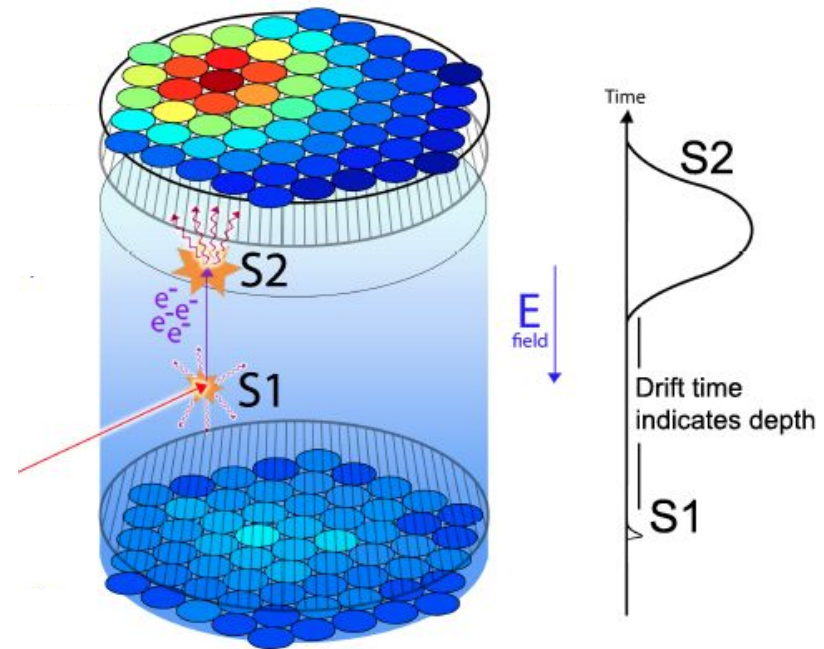 Time
S2
S2
e-
e- e-
e-
E
field
S1
Drift time
indicates depth
S1